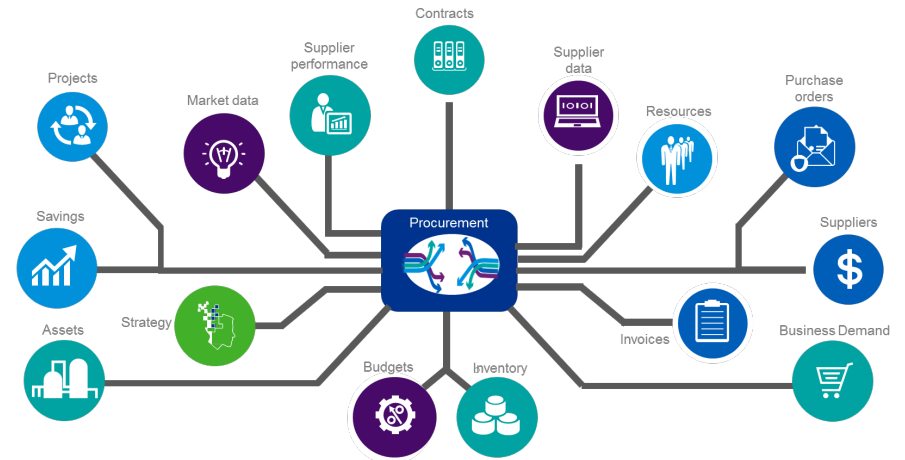 Contracts
Supplier
performance
Supplier
data
Projects
Market data
Resources
Purchase
orders
Procurement
Savings
Suppliers
Strategy
Assets
Invoices
Business Demand
Budgets
Inventory
IOIOI
$